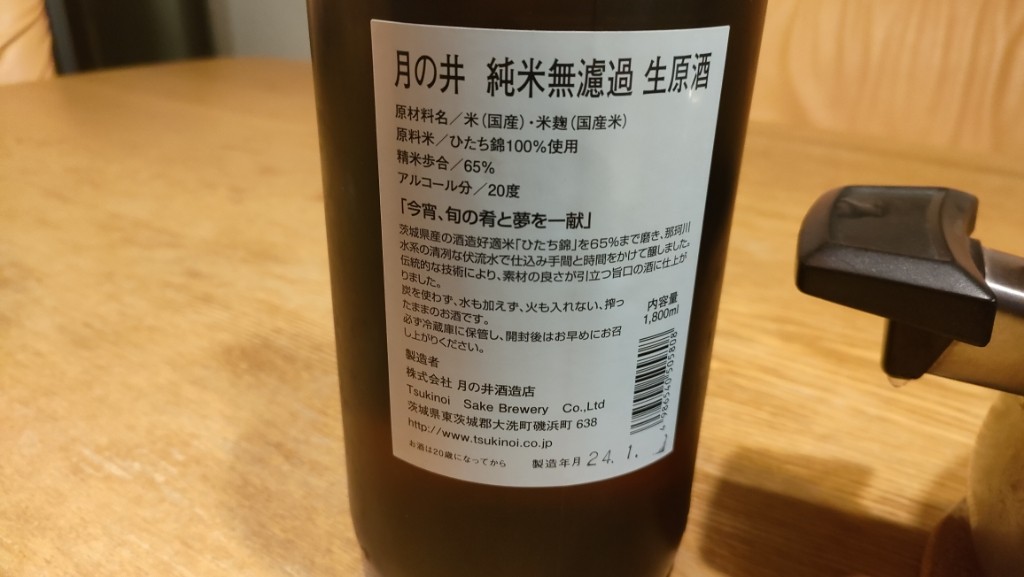 月の井 純米無濾過 生原酒
原材料名／米（国産）・米麹（国産米）
原料米／ひたち錦100%使用
精米歩合／65%
アルコール分／20度
「今宵、旬の肴と夢を一献」
茨城県産の酒造好適米「ひたち錦」を65%まで磨き、那珂川
水系の清冽な伏流水で仕込み手間と時間をかけて醸しました。
伝統的な技術により、素材の良さが引立つ旨口の酒に仕上が
りました。
炭を使わず、水も加えず、火も入れない、搾っ
たままのお酒です。
必ず冷蔵庫に保管し、開封後はお早めにお召
し上がりください。
内容量
1,800ml
製造者
株式会社 月の井酒造店
Tsukinoi Sake Brewery Co.,Ltd
茨城県東茨城郡大洗町磯浜町 638
http://www.tsukinoi.co.jp
お酒は20歳になってから
製造年月 24.1.
4 986540 505808